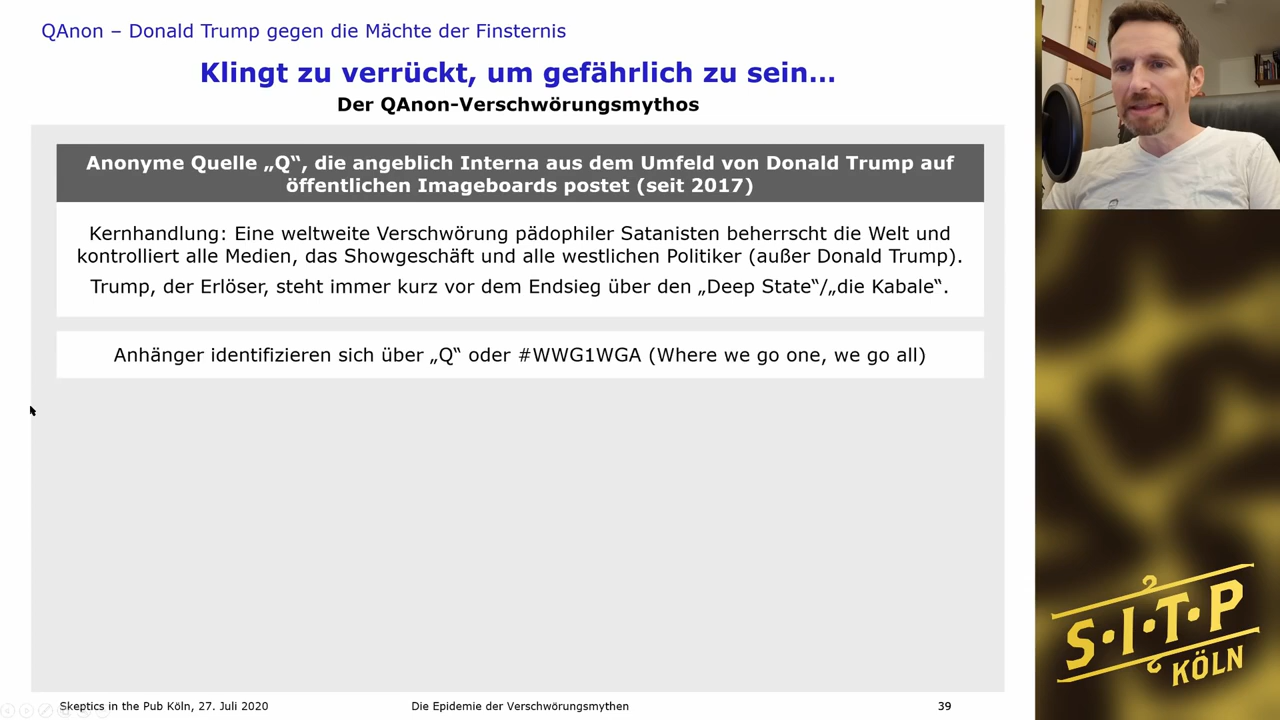 QAnon – Donald Trump gegen die Mächte der Finsternis
Klingt zu verrückt, um gefährlich zu sein...
Der QAnon-Verschwörungsmythos
Anonyme Quelle „Q“, die angeblich Interna aus dem Umfeld von Donald Trump auf
öffentlichen Imageboards postet (seit 2017)
Kernhandlung: Eine weltweite Verschwörung pädophiler Satanisten beherrscht die Welt und
kontrolliert alle Medien, das Showgeschäft und alle westlichen Politiker (außer Donald Trump).
Trump, der Erlöser, steht immer kurz vor dem Endsieg über den „Deep State“/„die Kabale“.
Anhänger identifizieren sich über „Q“ oder #WWG1WGA (Where we go one, we go all)
Skeptics in the Pub Köln, 27. Juli 2020
Die Epidemie der Verschwörungsmythen
39
S·I·T·P
KÖLN